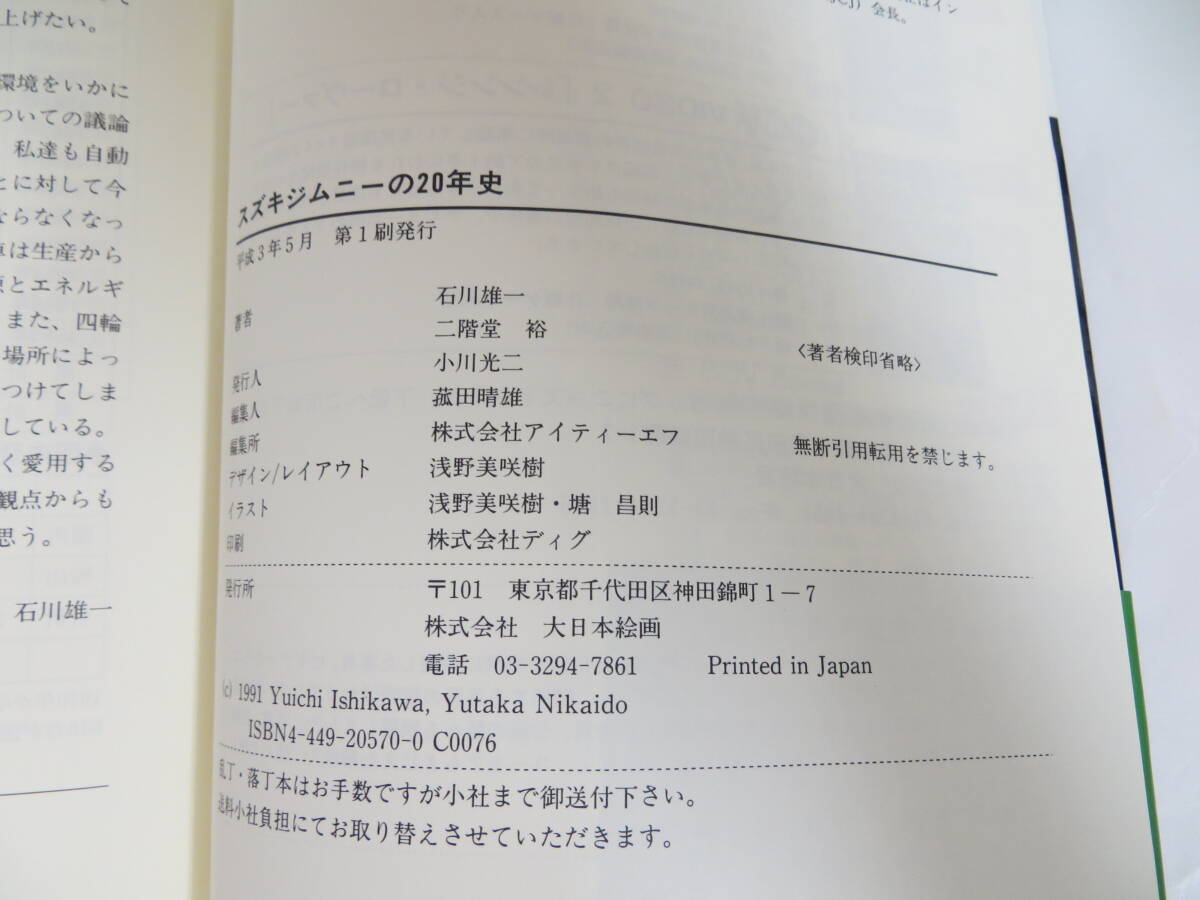 上げたい。
環境をいかに
ついての議論
私達も自動
とに対して今
ならなくなっ
車は生産から
源とエネルギ
また、四輪
場所によっ
つけてしま
している。
く愛用する
観点からも
思う。
石川雄一
会長。
スズキジムニーの20年史
平成3年5月 第1刷発行
著者 石川雄一
二階堂 裕
〈著者検印省略〉
発行人 小川光二
編集人 菰田晴雄
編集所 株式会社アイティーエフ
無断引用転用を禁じます。
デザイン/レイアウト 浅野美咲樹
イラスト 浅野美咲樹・塘 昌則
印刷 株式会社ディグ
発行所 〒101 東京都千代田区神田錦町1-7
株式会社 大日本絵画
電話 03-3294-7861 Printed in Japan
(c) 1991 Yuichi Ishikawa, Yutaka Nikaido
ISBN4-449-20570-0 C0076
乱丁・落丁本はお手数ですが小社まで御送付下さい。
送料小社負担にてお取り替えさせていただきます。